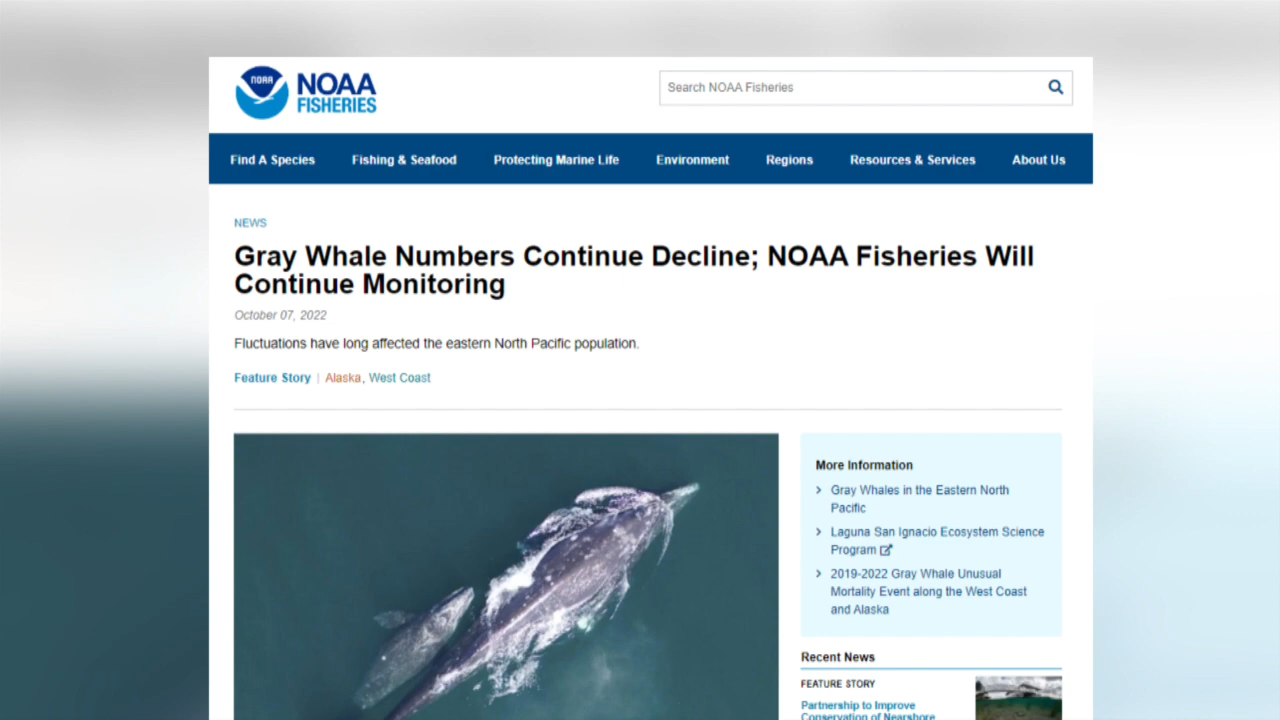 NOAA
NOAA
FISHERIES
Search NOAA Fisheries
Find A Species Fishing & Seafood Protecting Marine Life Environment Regions Resources & Services About Us
NEWS
Gray Whale Numbers Continue Decline; NOAA Fisheries Will
Continue Monitoring
October 07, 2022
Fluctuations have long affected the eastern North Pacific population.
Feature Story | Alaska, West Coast
More Information
Gray Whales in the Eastern North
Pacific
Laguna San Ignacio Ecosystem Science
Program
2019-2022 Gray Whale Unusual
Mortality Event along the West Coast
and Alaska
Recent News
FEATURE STORY
Partnership to Improve
Conservation of Nearshore